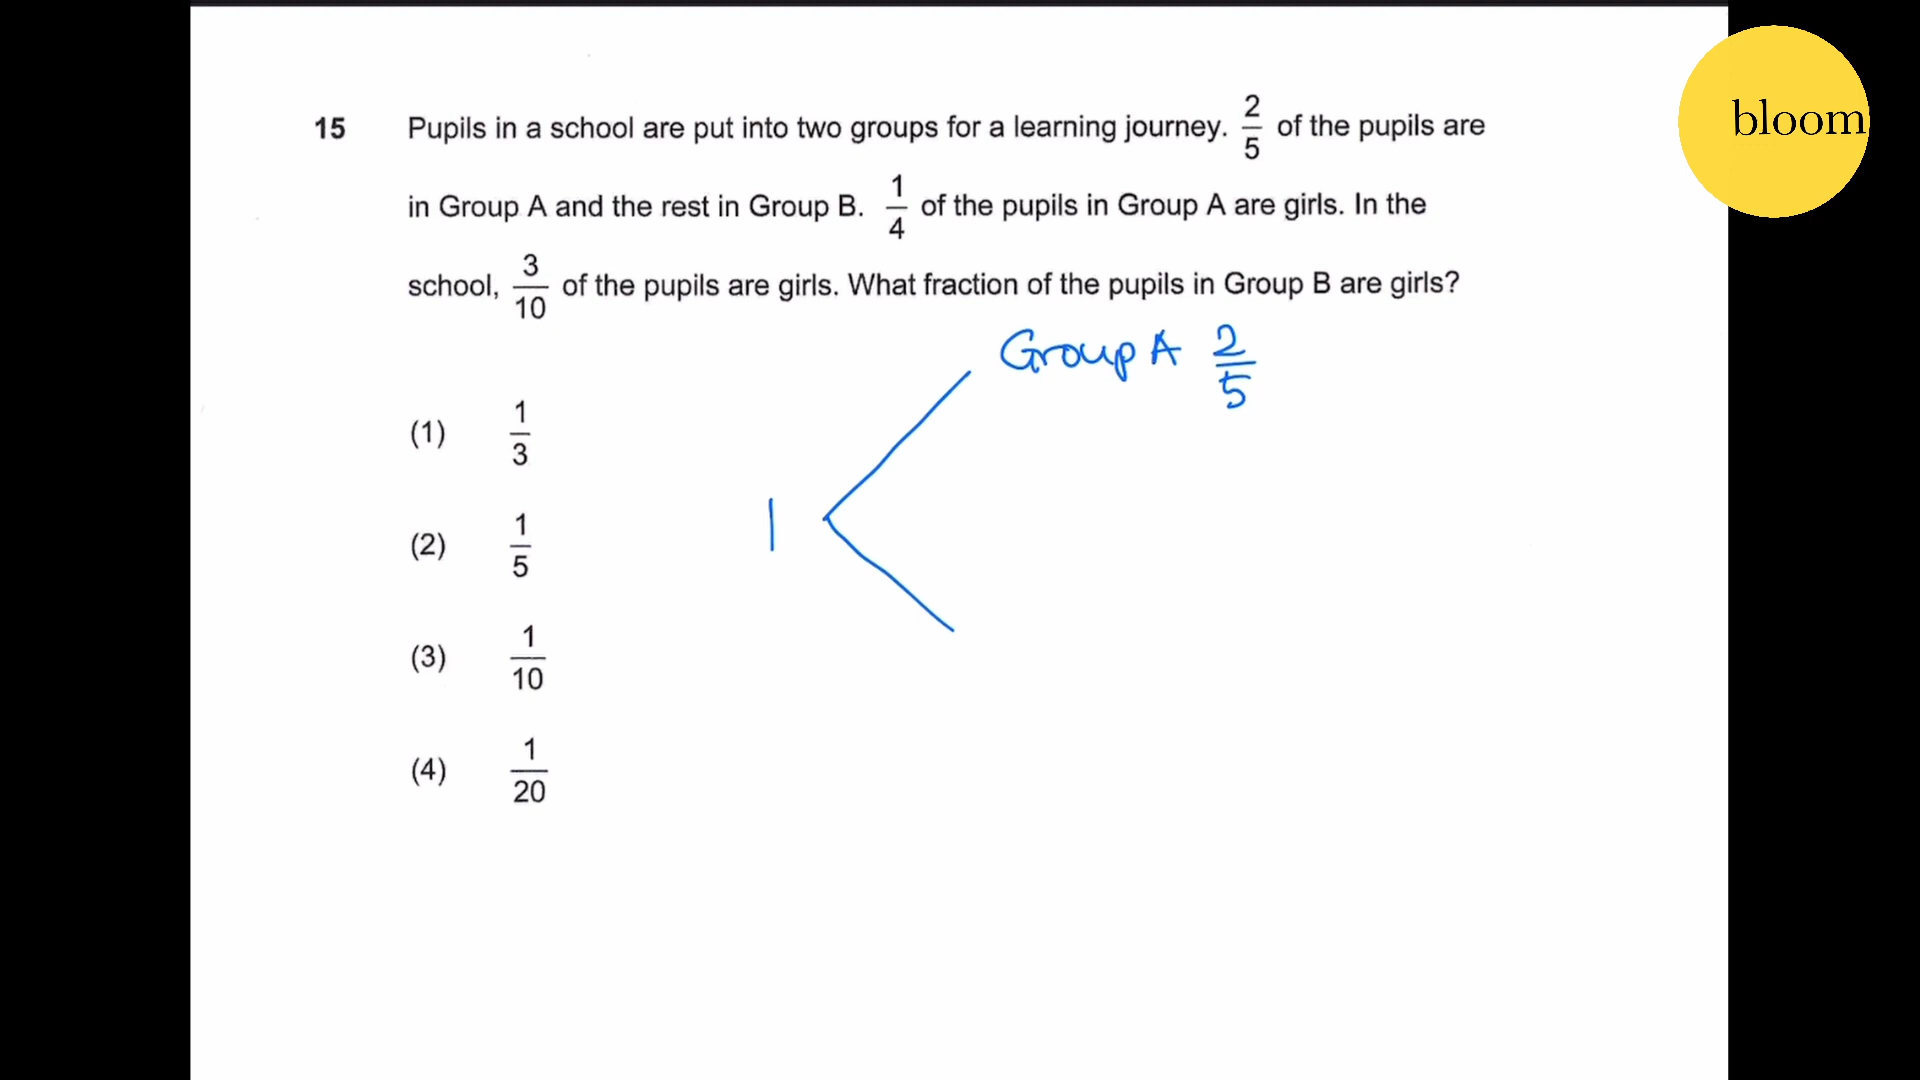 bloom
15 Pupils in a school are put into two groups for a learning journey. 2/5 of the pupils are
in Group A and the rest in Group B. 1/4 of the pupils in Group A are girls. In the
school, 3/10 of the pupils are girls. What fraction of the pupils in Group B are girls?
Group A 2/5
(1) 1/3
1
(2) 1/5
(3) 1/10
(4) 1/20